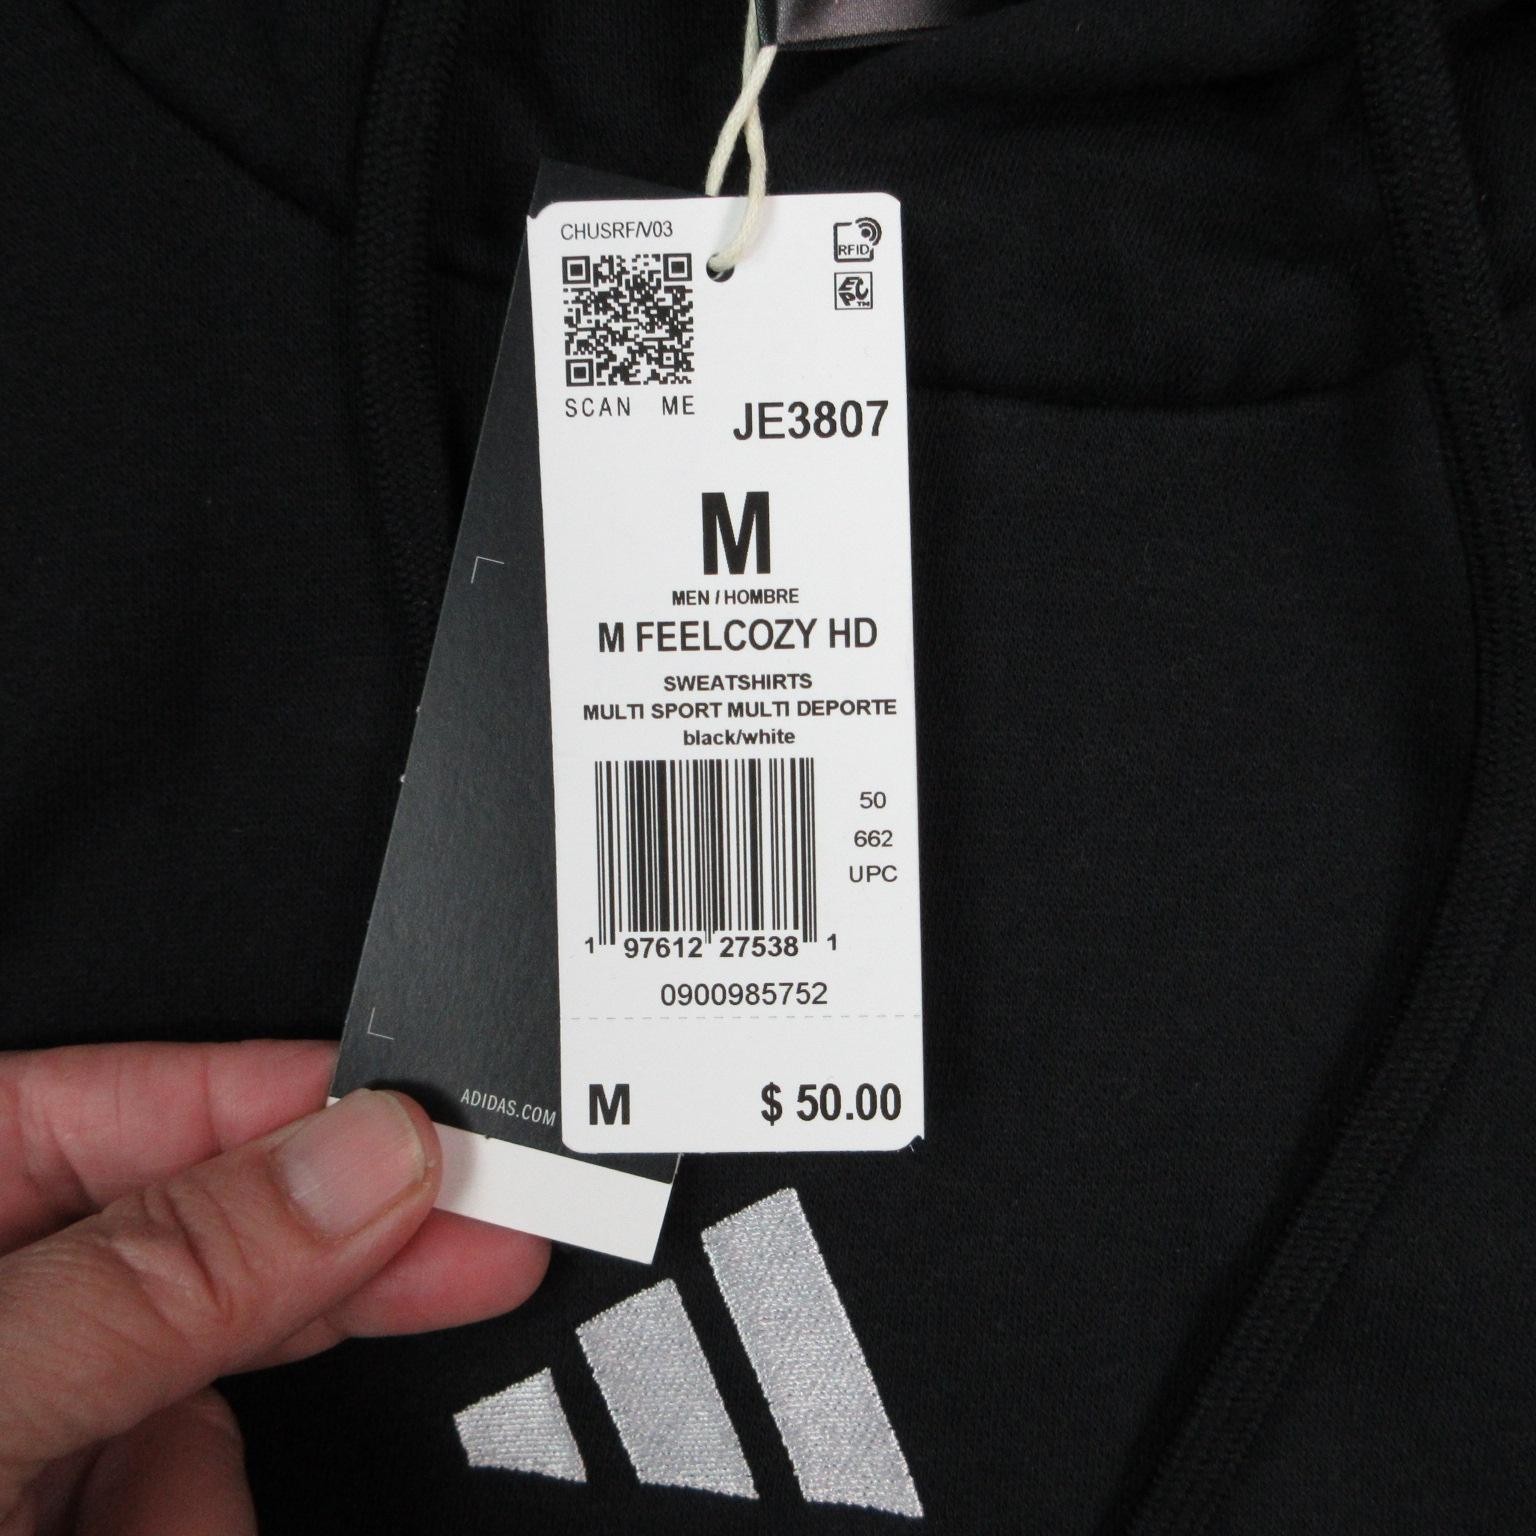 CHUSRF/V03
RFID
EPC™
SCAN ME
JE3807
M
MEN / HOMBRE
M FEELCOZY HD
SWEATSHIRTS
MULTI SPORT MULTI DEPORTE
black/white
50
662
UPC
1 97612 27538 1
0900985752
M $ 50.00
ADIDAS.COM